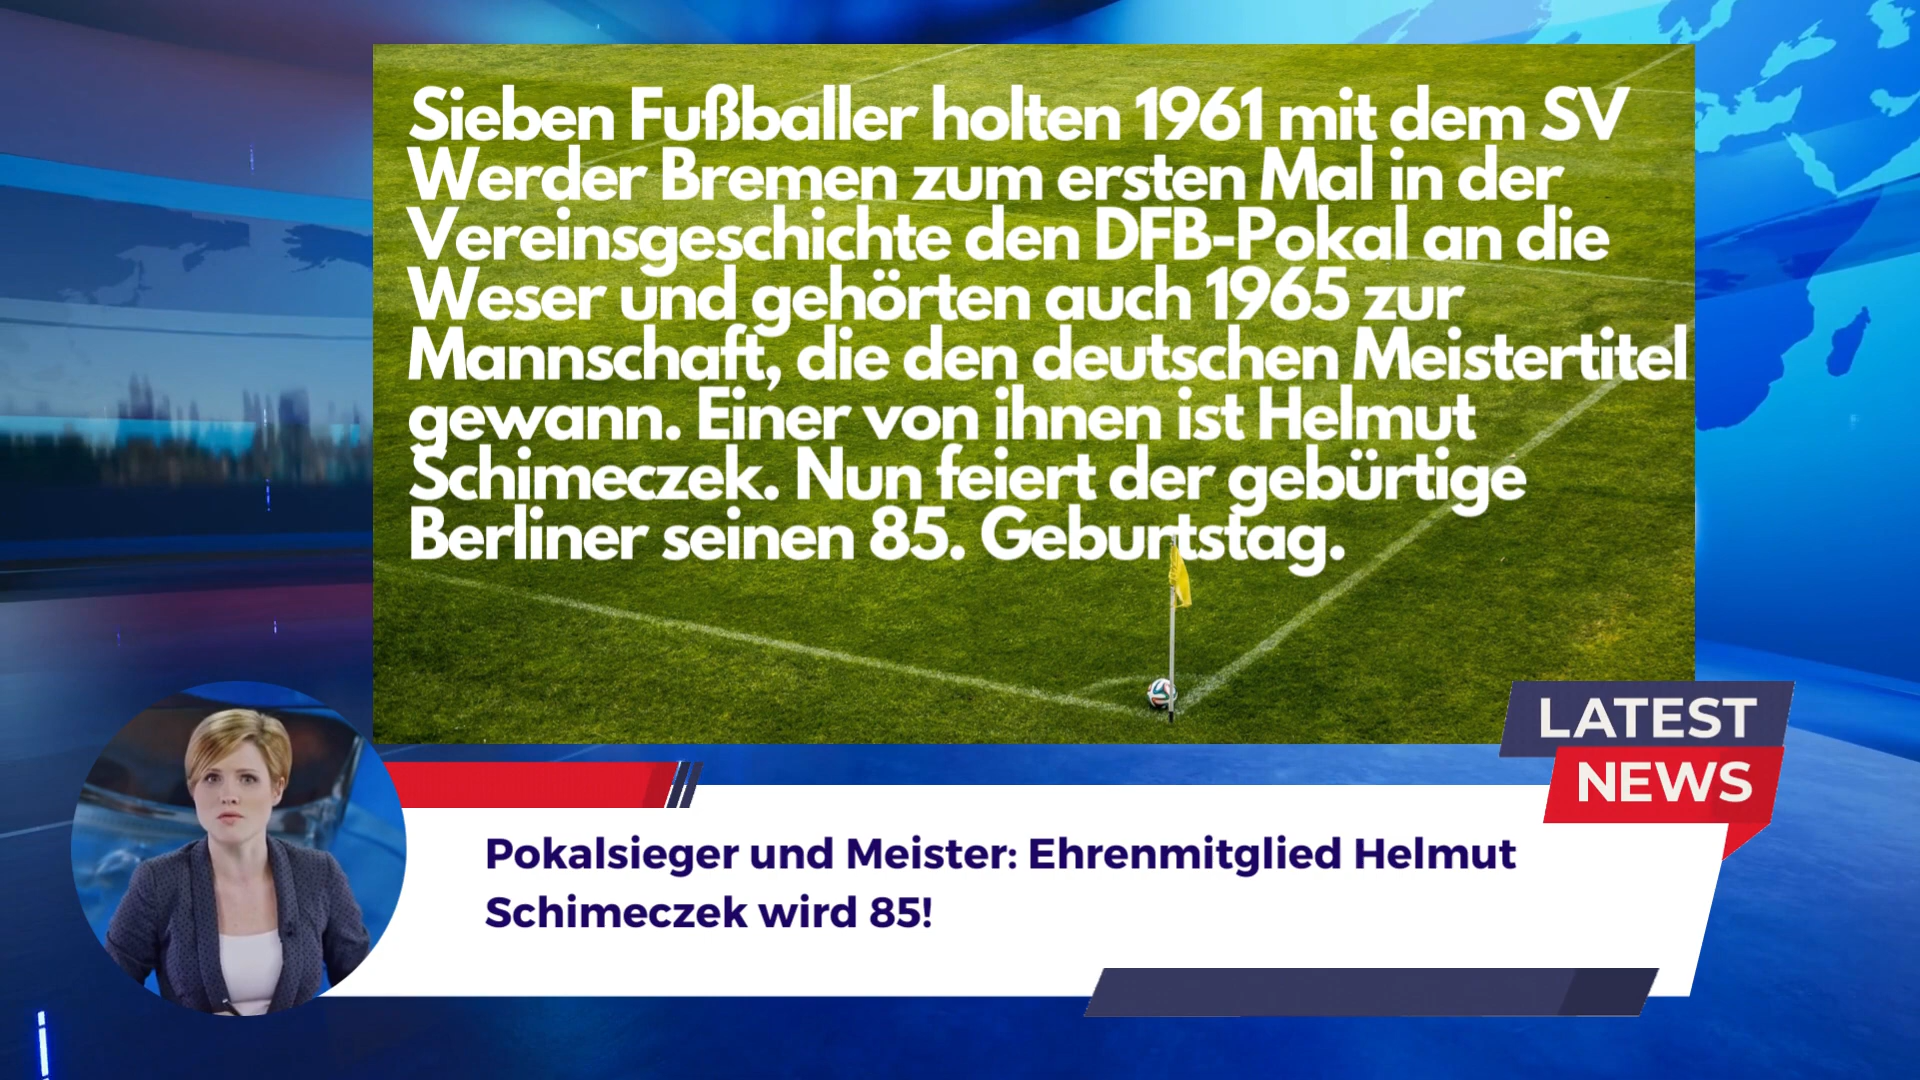 Sieben Fußballer holten 1961 mit dem SV
Werder Bremen zum ersten Mal in der
Vereinsgeschichte den DFB-Pokal an die
Weser und gehörten auch 1965 zur
Mannschaft, die den deutschen Meistertitel
gewann. Einer von ihnen ist Helmut
Schimeczek. Nun feiert der gebürtige
Berliner seinen 85. Geburtstag.
LATEST
NEWS
Pokalsieger und Meister: Ehrenmitglied Helmut
Schimeczek wird 85!